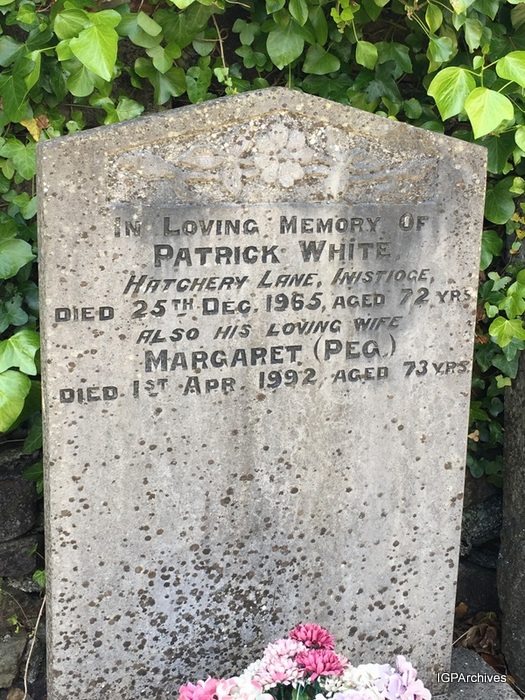 IN LOVING MEMORY OF
PATRICK WHITE.
HATCHERY LANE, INISTIOGE,
DIED 25TH DEC. 1965, AGED 72 YRS
ALSO HIS LOVING WIFE
MARGARET (PEG.)
DIED 1ST APR 1992, AGED 73 YRS
IGPArchives